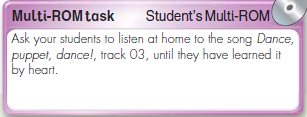 Multi-ROM task Student's Multi-ROM
Ask your students to listen at home to the song Dance,
puppet, dance!, track 03, until they have learned it
by heart.